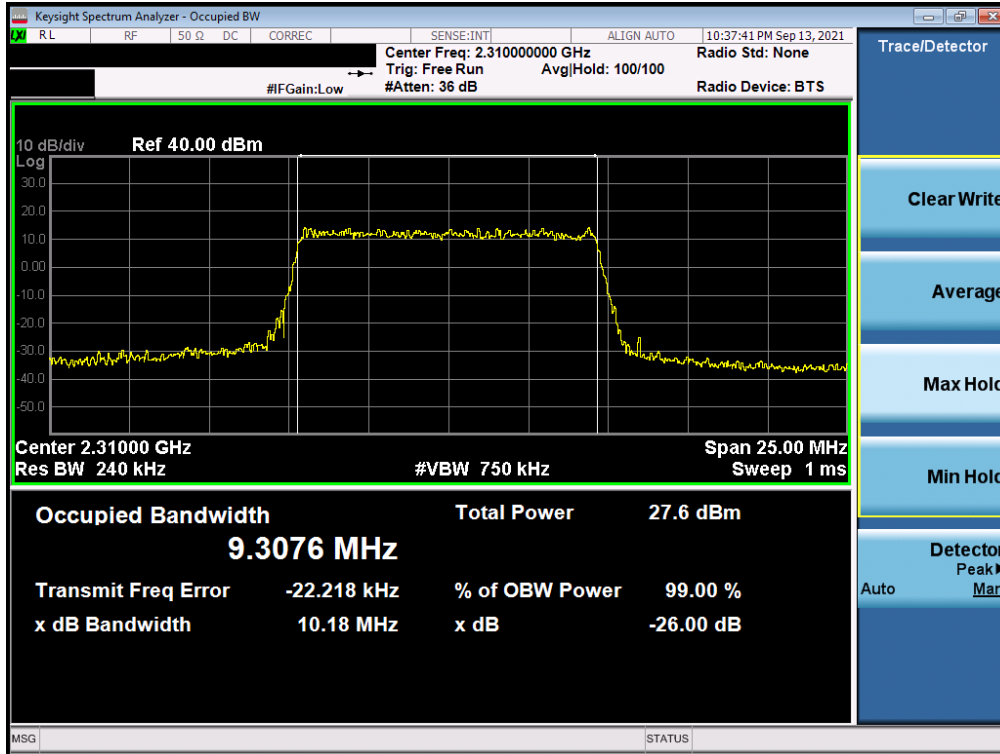 Keysight Spectrum Analyzer - Occupied BW
LXI RL RF 50 Ω DC CORREC SENSE:INT ALIGN AUTO 10:37:41 PM Sep 13, 2021
Center Freq: 2.310000000 GHz Radio Std: None
Trig: Free Run Avg|Hold: 100/100
#IFGain:Low #Atten: 36 dB Radio Device: BTS
Trace/Detector
10 dB/div Ref 40.00 dBm
Log
30.0
20.0
10.0
0.00
-10.0
-20.0
-30.0
-40.0
-50.0
Center 2.31000 GHz Span 25.00 MHz
Res BW 240 kHz #VBW 750 kHz Sweep 1 ms
Occupied Bandwidth Total Power 27.6 dBm
9.3076 MHz
Transmit Freq Error -22.218 kHz % of OBW Power 99.00 %
x dB Bandwidth 10.18 MHz x dB -26.00 dB
Clear Write
Average
Max Hold
Min Hold
Detector
Peak
Auto Man
MSG STATUS